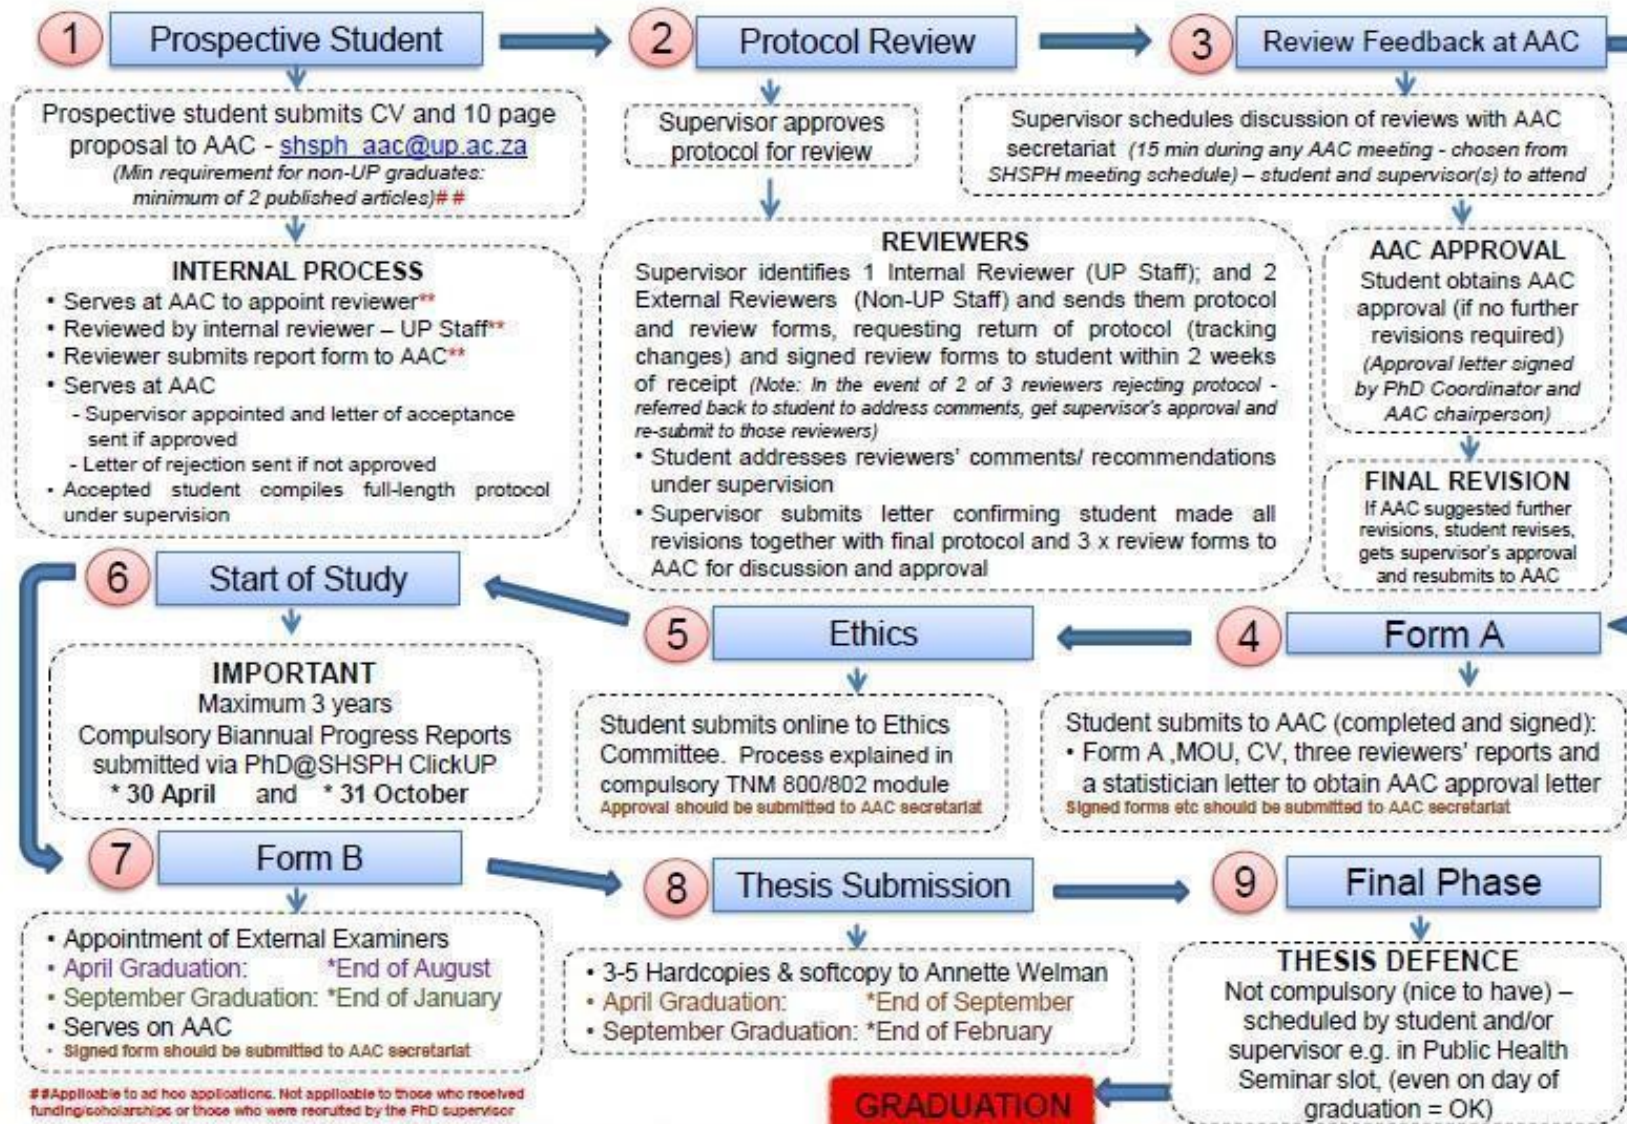 1 Prospective Student
Prospective student submits CV and 10 page
proposal to AAC - shsph_aac@up.ac.za
(Min requirement for non-UP graduates:
minimum of 2 published articles)# #
INTERNAL PROCESS
• Serves at AAC to appoint reviewer**
• Reviewed by internal reviewer – UP Staff**
• Reviewer submits report form to AAC**
• Serves at AAC
- Supervisor appointed and letter of acceptance
sent if approved
- Letter of rejection sent if not approved
• Accepted student compiles full-length protocol
under supervision
2 Protocol Review
Supervisor approves
protocol for review
REVIEWERS
Supervisor identifies 1 Internal Reviewer (UP Staff); and 2
External Reviewers (Non-UP Staff) and sends them protocol
and review forms, requesting return of protocol (tracking
changes) and signed review forms to student within 2 weeks
of receipt (Note: In the event of 2 of 3 reviewers rejecting protocol -
referred back to student to address comments, get supervisor's approval and
re-submit to those reviewers)
• Student addresses reviewers' comments/ recommendations
under supervision
• Supervisor submits letter confirming student made all
revisions together with final protocol and 3 x review forms to
AAC for discussion and approval
3 Review Feedback at AAC
Supervisor schedules discussion of reviews with AAC
secretariat (15 min during any AAC meeting - chosen from
SHSPH meeting schedule) – student and supervisor(s) to attend
AAC APPROVAL
Student obtains AAC
approval (if no further
revisions required)
(Approval letter signed
by PhD Coordinator and
AAC chairperson)
FINAL REVISION
If AAC suggested further
revisions, student revises,
gets supervisor's approval
and resubmits to AAC
4 Form A
Student submits to AAC (completed and signed):
• Form A ,MOU, CV, three reviewers' reports and
a statistician letter to obtain AAC approval letter
Signed forms etc should be submitted to AAC secretariat
5 Ethics
Student submits online to Ethics
Committee. Process explained in
compulsory TNM 800/802 module
Approval should be submitted to AAC secretariat
6 Start of Study
IMPORTANT
Maximum 3 years
Compulsory Biannual Progress Reports
submitted via PhD@SHSPH ClickUP
* 30 April and * 31 October
7 Form B
• Appointment of External Examiners
• April Graduation: *End of August
• September Graduation: *End of January
• Serves on AAC
• Signed form should be submitted to AAC secretariat
##Applicable to ad hoc applications. Not applicable to those who received
funding/scholarships or those who were recruited by the PhD supervisor
8 Thesis Submission
• 3-5 Hardcopies & softcopy to Annette Welman
• April Graduation: *End of September
• September Graduation: *End of February
9 Final Phase
THESIS DEFENCE
Not compulsory (nice to have) –
scheduled by student and/or
supervisor e.g. in Public Health
Seminar slot, (even on day of
graduation = OK)
GRADUATION